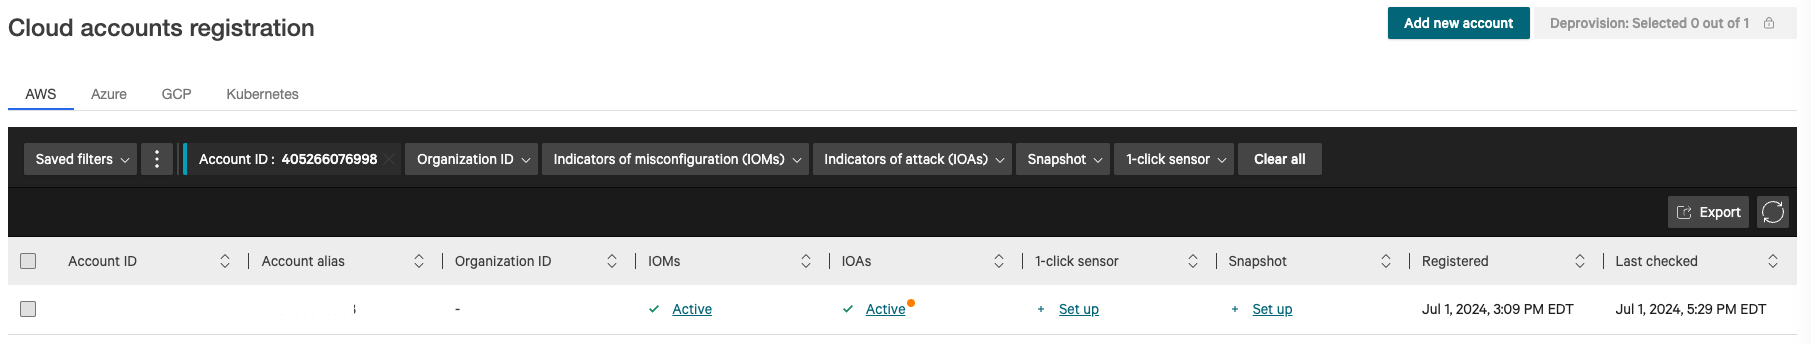 Cloud accounts registration
Add new account
Deprovision: Selected 0 out of 1
AWS Azure GCP Kubernetes
Saved filters Account ID : 405266076998 Organization ID Indicators of misconfiguration (IOMs) Indicators of attack (IOAs) Snapshot 1-click sensor Clear all
Export
Account ID Account alias Organization ID IOMs IOAs 1-click sensor Snapshot Registered Last checked
- Active Active + Set up + Set up Jul 1, 2024, 3:09 PM EDT Jul 1, 2024, 5:29 PM EDT